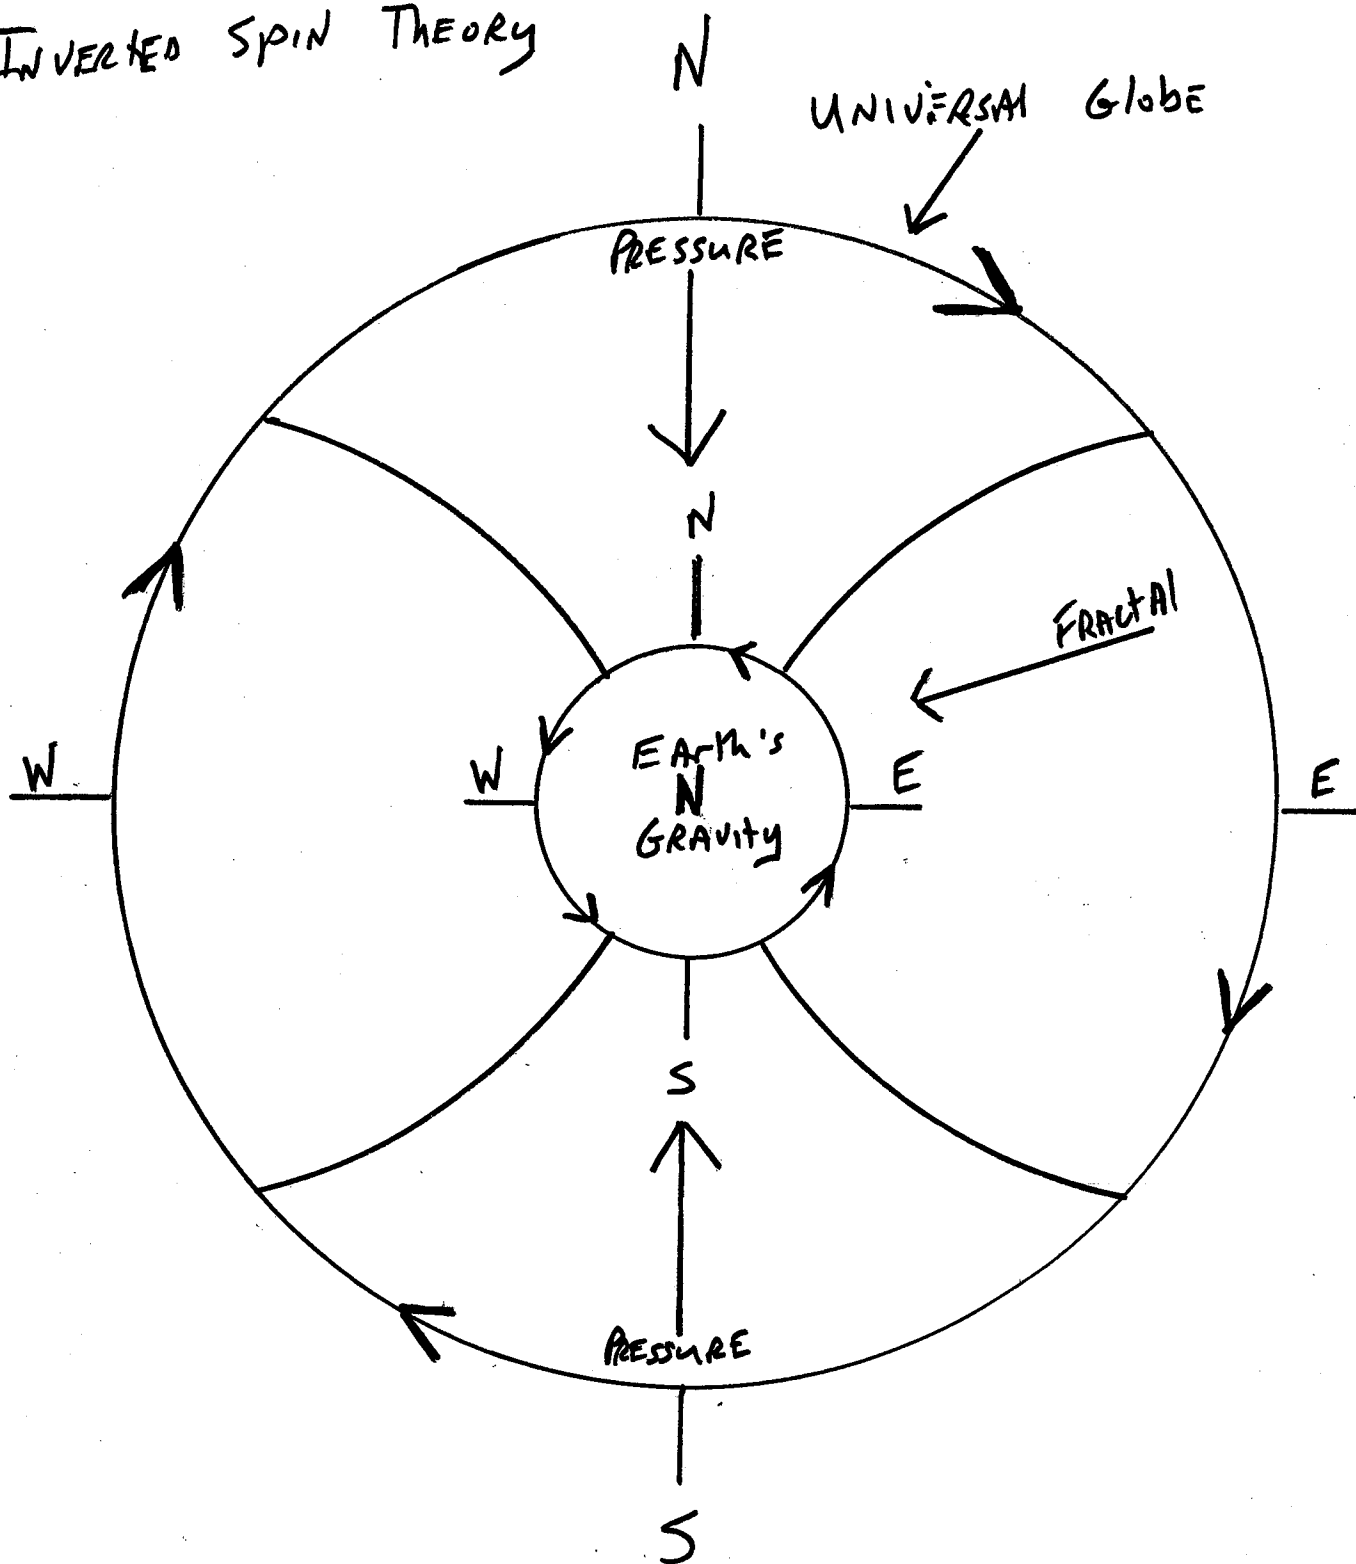 INVERTED SPIN THEORY
N
UNIVERSAl GlobE
PRESSURE
N
FRACtAl
W
W
EArth's
N
GRAVity
E
E
S
PRESSURE
S